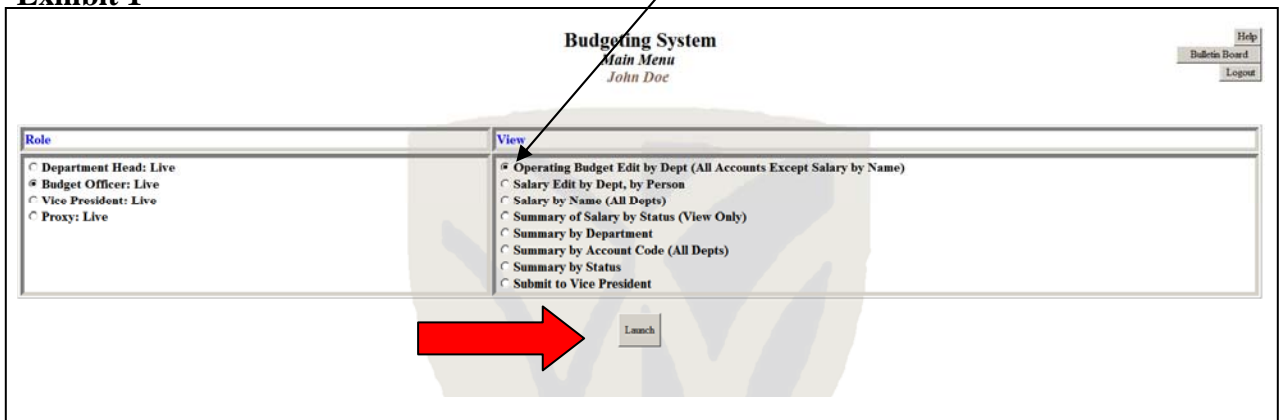 Exhibit 1
Budgeting System
Main Menu
John Doe
Help
Bulletin Board
Logout
Role
View
Department Head: Live
Budget Officer: Live
Vice President: Live
Proxy: Live
Operating Budget Edit by Dept (All Accounts Except Salary by Name)
Salary Edit by Dept, by Person
Salary by Name (All Depts)
Summary of Salary by Status (View Only)
Summary by Department
Summary by Account Code (All Depts)
Summary by Status
Submit to Vice President
Launch